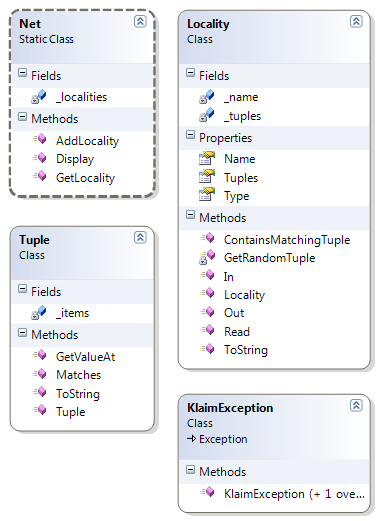 Net
Static Class
Fields
_localities
Methods
AddLocality
Display
GetLocality
Tuple
Class
Fields
_items
Methods
GetValueAt
Matches
ToString
Tuple
Locality
Class
Fields
_name
_tuples
Properties
Name
Tuples
Type
Methods
ContainsMatchingTuple
GetRandomTuple
In
Locality
Out
Read
ToString
KlaimException
Class
Exception
Methods
KlaimException (+ 1 ove...